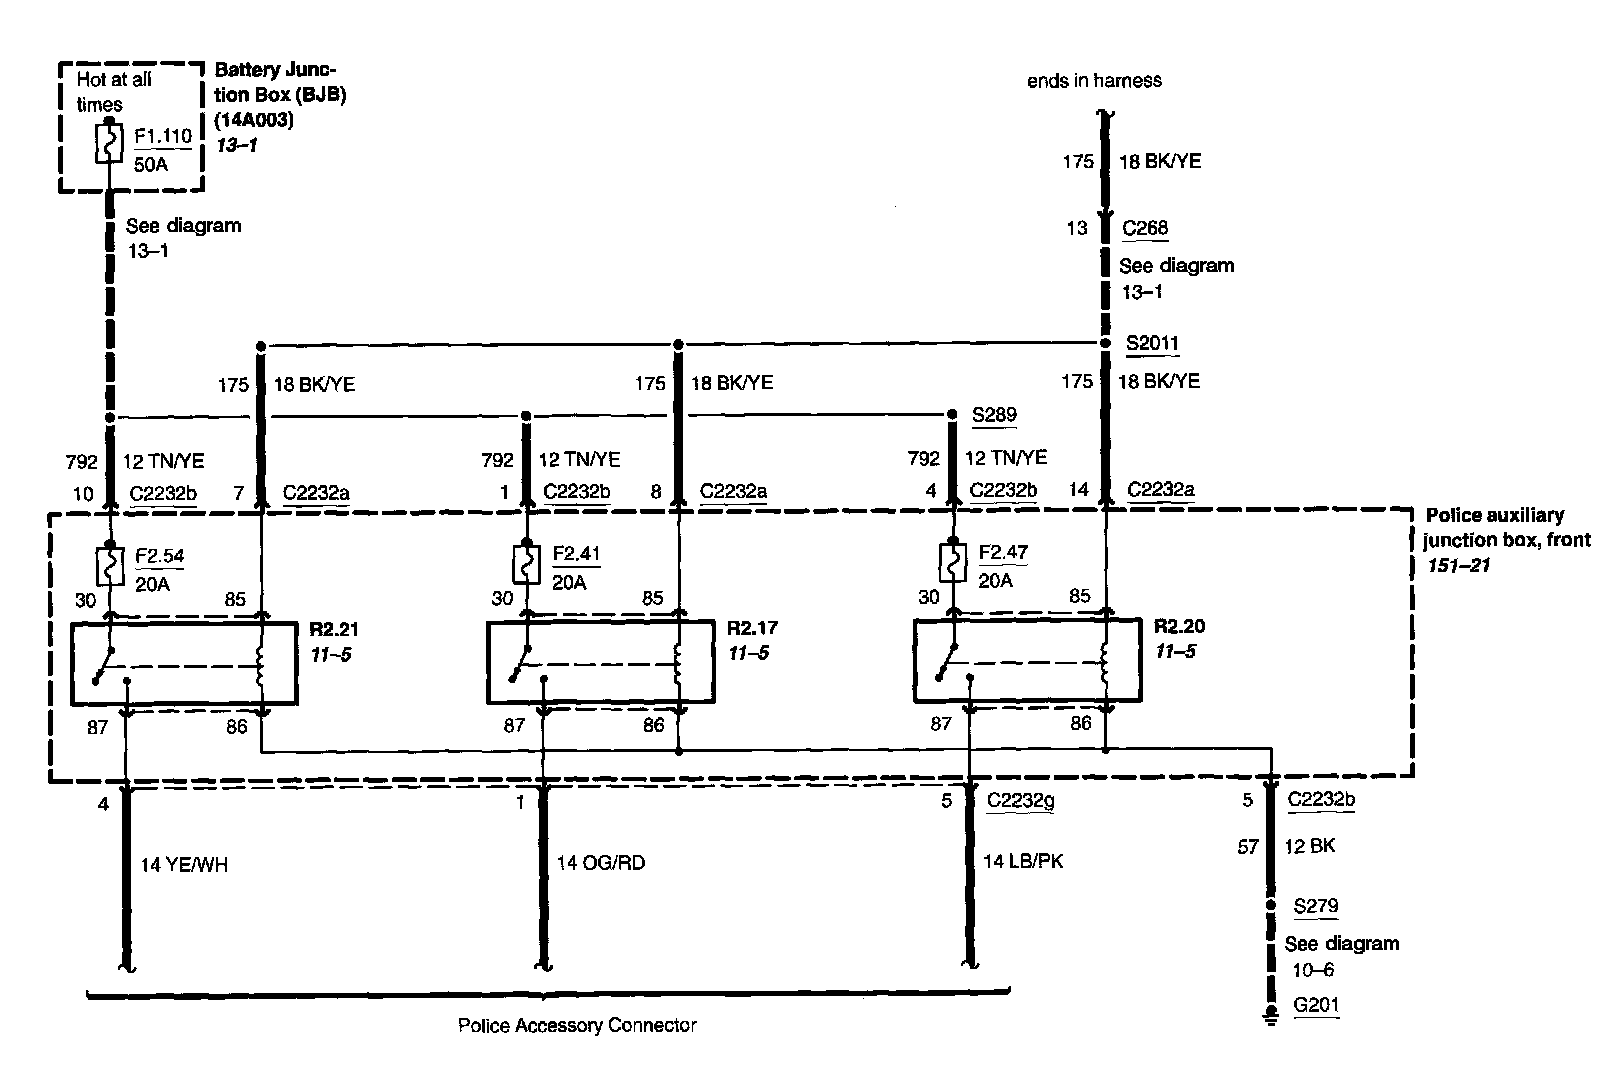 Hot at all
times
F1.110
50A
Battery Junc-
tion Box (BJB)
(14A003)
13–1
See diagram
13–1
ends in harness
175 18 BK/YE
13 C268
See diagram
13–1
S2011
175 18 BK/YE
175 18 BK/YE
175 18 BK/YE
S289
792 12 TN/YE
792 12 TN/YE
792 12 TN/YE
10 C2232b
7 C2232a
1 C2232b
8 C2232a
4 C2232b
14 C2232a
Police auxiliary
junction box, front
151–21
F2.54
20A
F2.41
20A
F2.47
20A
30 85
30 85
30 85
R2.21
11–5
R2.17
11–5
R2.20
11–5
87 86
87 86
87 86
4
1
5 C2232g
5 C2232b
57 12 BK
14 YE/WH
14 OG/RD
14 LB/PK
S279
See diagram
10–6
G201
Police Accessory Connector